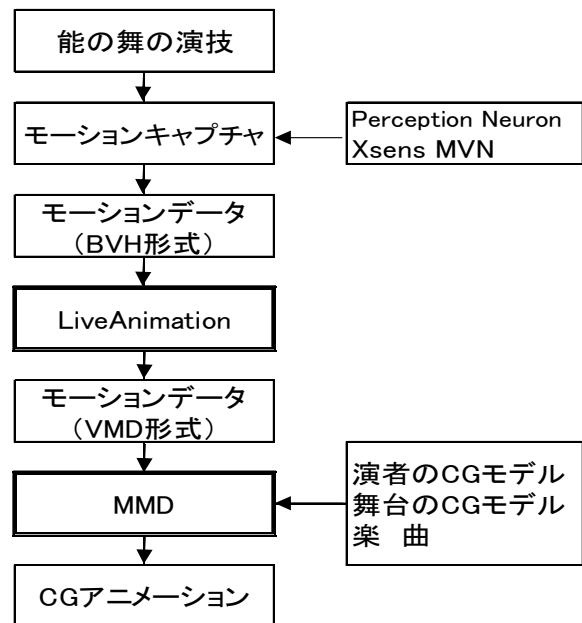 能の舞の演技
モーションキャプチャ
Perception Neuron
Xsens MVN
モーションデータ
（BVH形式）
LiveAnimation
モーションデータ
（VMD形式）
MMD
演者のCGモデル
舞台のCGモデル
楽　曲
CGアニメーション